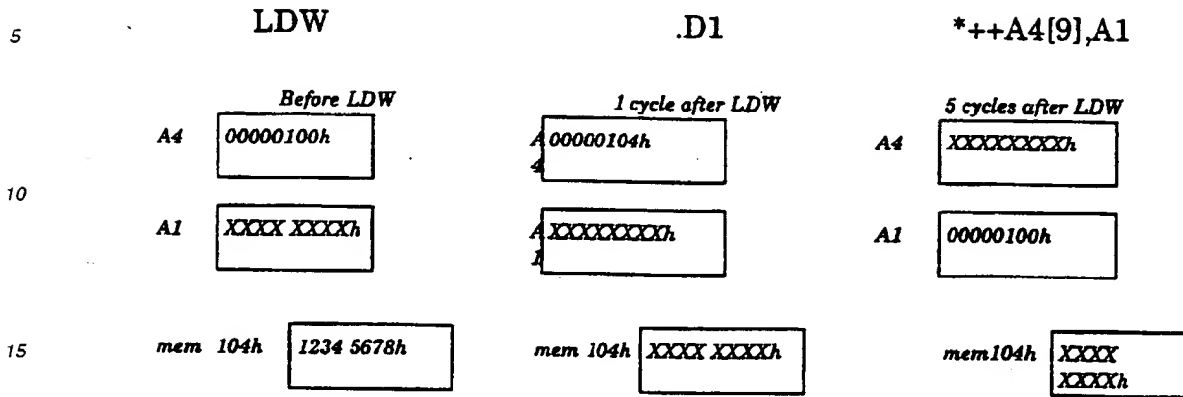 5 LDW .D1 *++A4[9],A1
Before LDW 1 cycle after LDW 5 cycles after LDW
A4 00000100h A 00000104h A4 XXXXXXXXh
4
10
A1 XXXX XXXXh A XXXXXXXXh A1 00000100h
1
15 mem 104h 1234 5678h mem 104h XXXX XXXXh mem104h XXXX
XXXXh